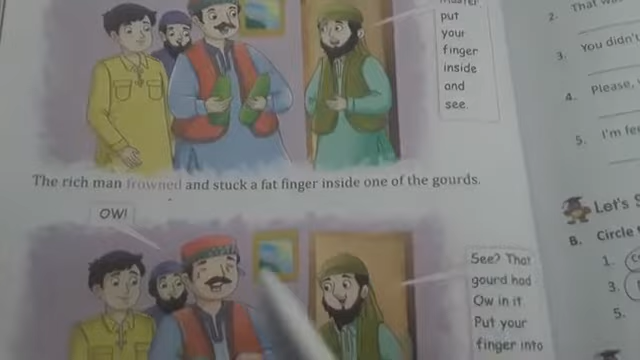 put
your
finger
inside
and
see.
The rich man frowned and stuck a fat finger inside one of the gourds.
OW!
See? That
gourd had
Ow in it.
Put your
finger into
2. That
3. You didn't
4. Please,
5. I'm
Let's
B. Circle
1.
3.
5.